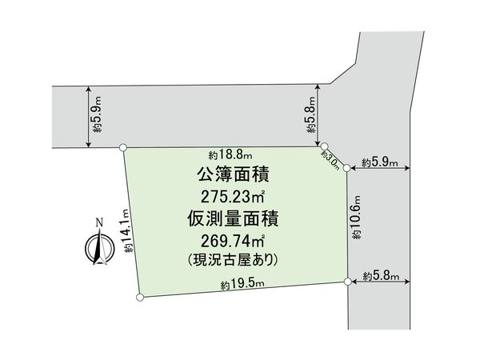 約5.9m
約5.8m
約18.8m
約3.0m
約5.9m
公簿面積
275.23㎡
仮測量面積
269.74㎡
(現況古屋あり)
約14.1m
約10.6m
N
約19.5m
約5.8m